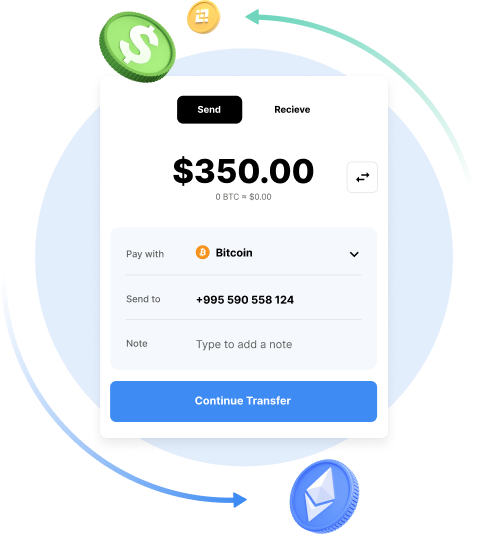 Send
Recieve
$350.00
0 BTC ≈ $0.00
Pay with
Bitcoin
Send to
+995 590 558 124
Note
Type to add a note
Continue Transfer